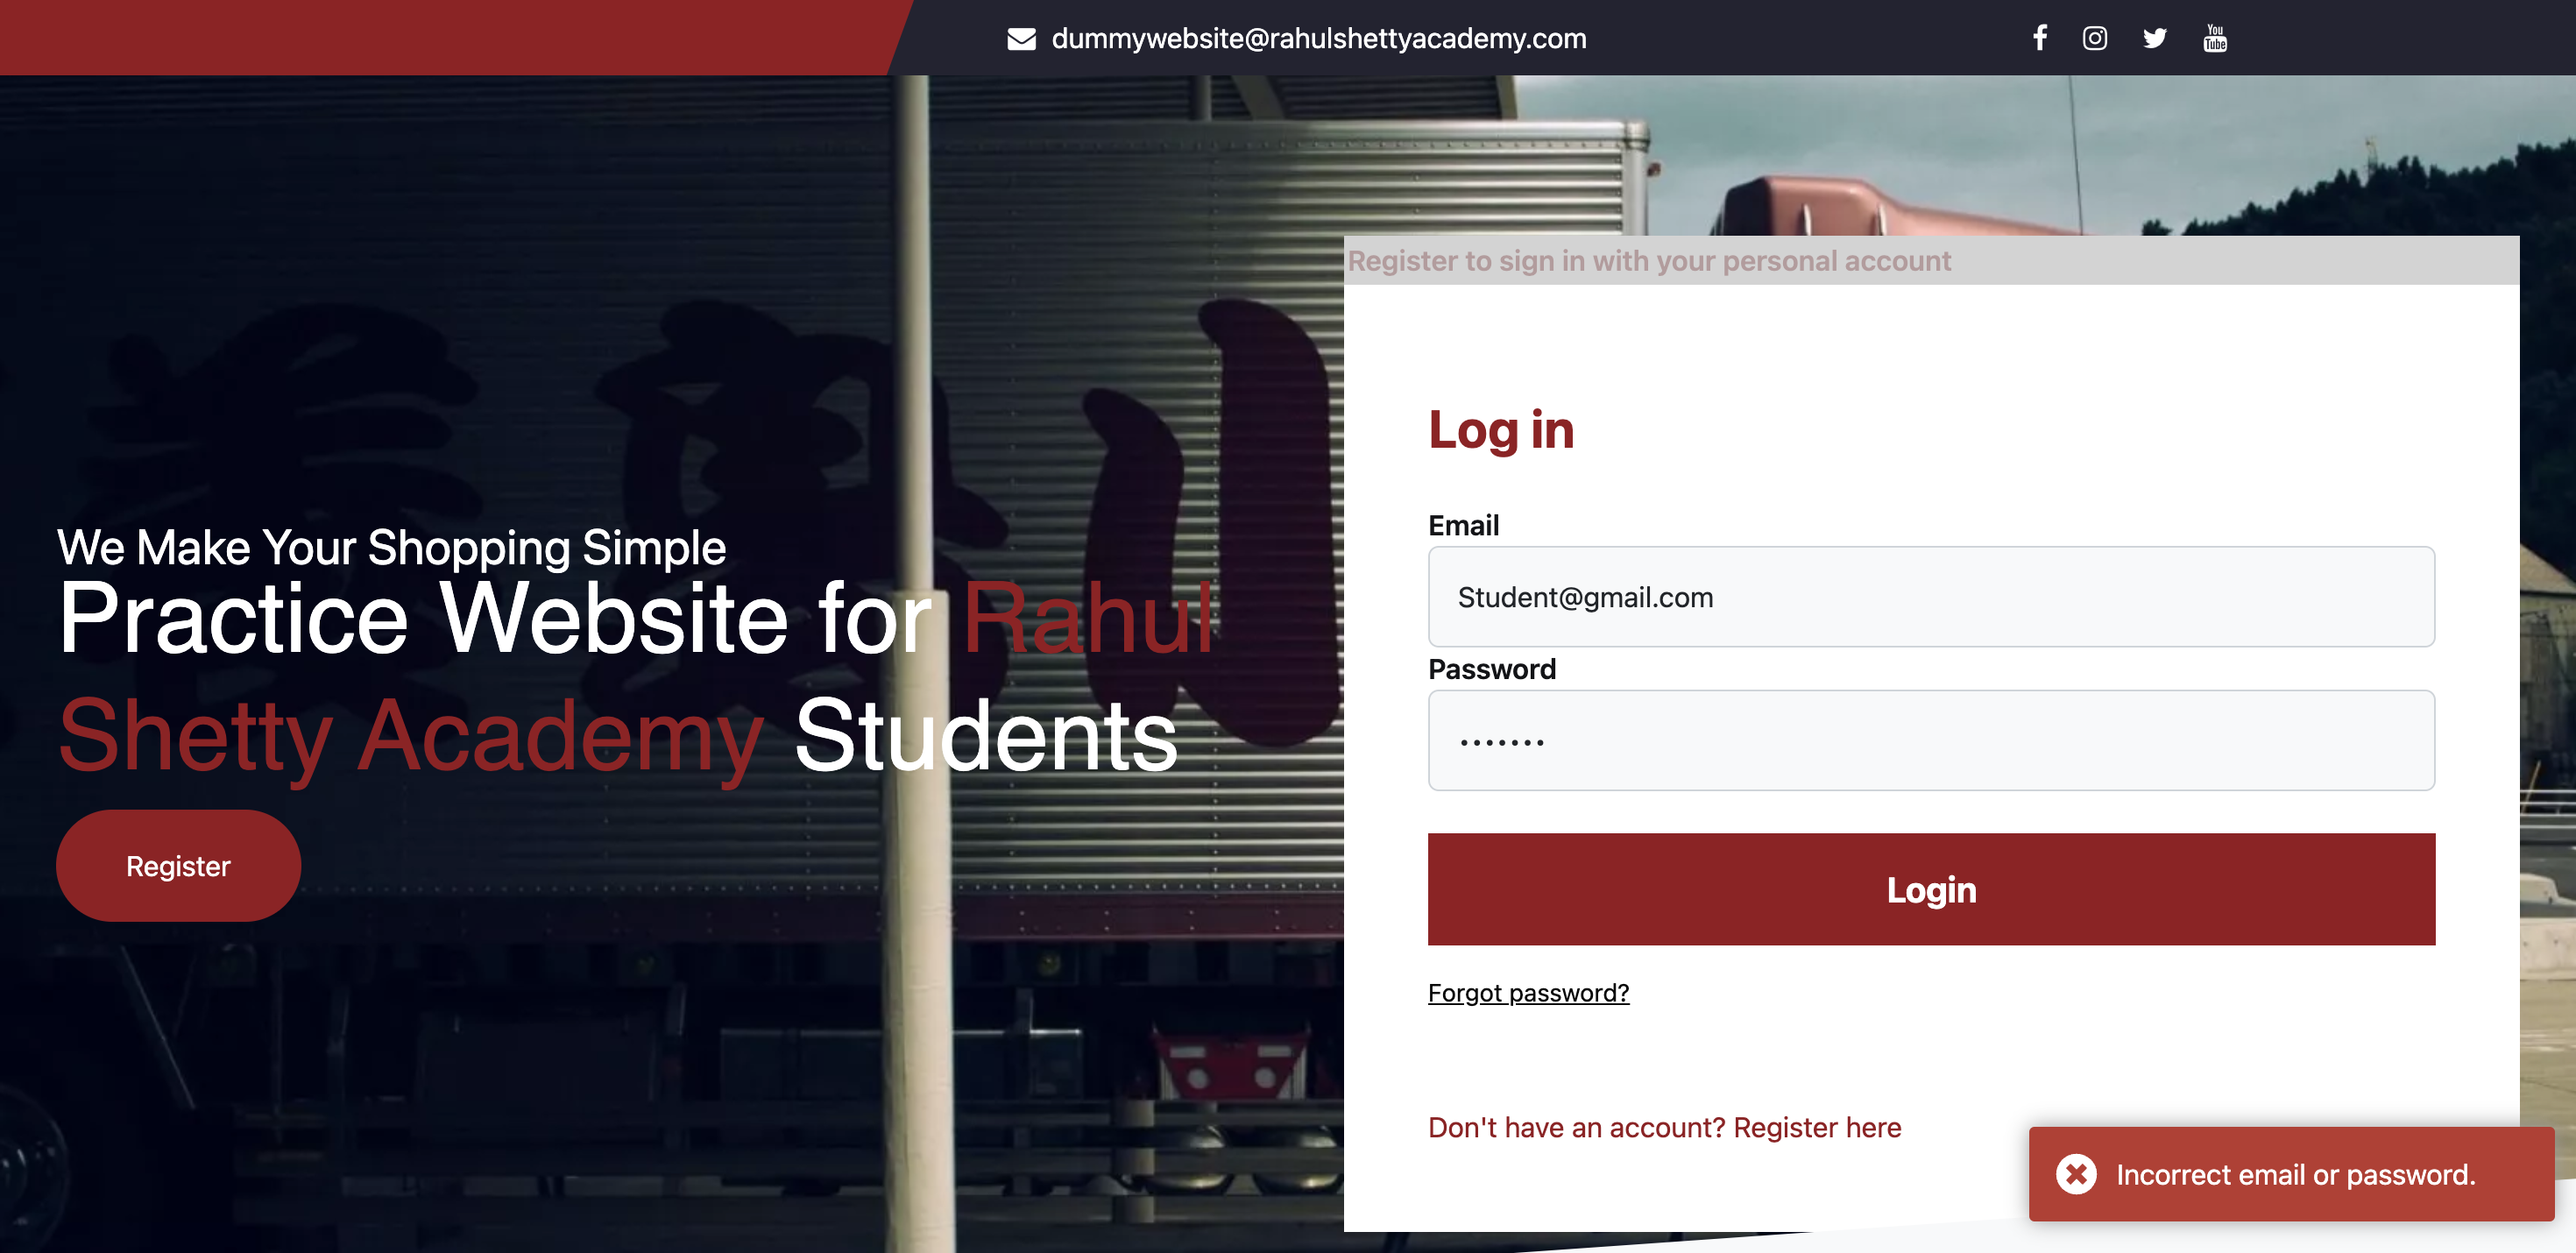 dummywebsite@rahulshettyacademy.com
You
Tube
Register to sign in with your personal account
We Make Your Shopping Simple
Practice Website for Rahul
Shetty Academy Students
Register
Log in
Email
Student@gmail.com
Password
•••••••
Login
Forgot password?
Don't have an account? Register here
Incorrect email or password.